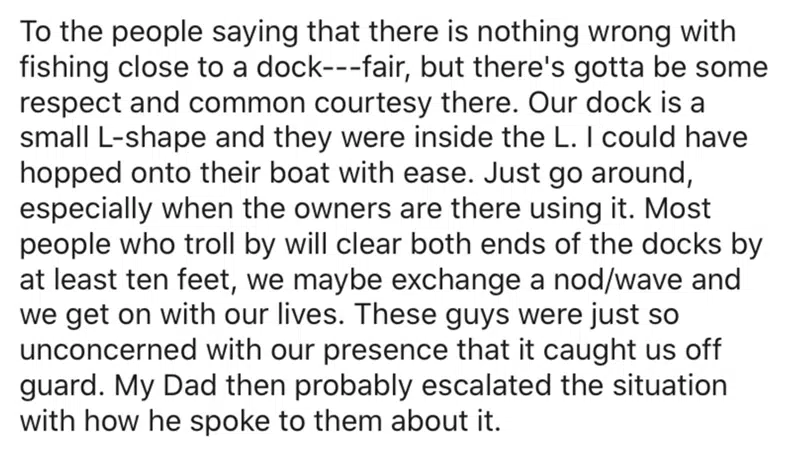 To the people saying that there is nothing wrong with
fishing close to a dock---fair, but there's gotta be some
respect and common courtesy there. Our dock is a
small L-shape and they were inside the L. I could have
hopped onto their boat with ease. Just go around,
especially when the owners are there using it. Most
people who troll by will clear both ends of the docks by
at least ten feet, we maybe exchange a nod/wave and
we get on with our lives. These guys were just so
unconcerned with our presence that it caught us off
guard. My Dad then probably escalated the situation
with how he spoke to them about it.